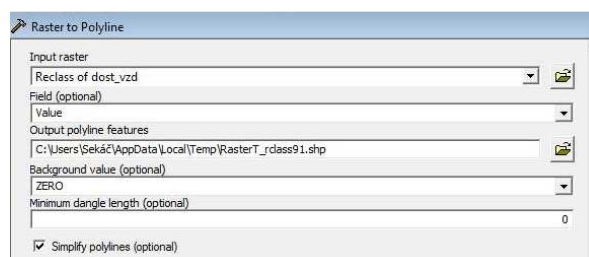 Raster to Polyline
Input raster
Reclass of dost_vzd
Field (optional)
Value
Output polyline features
C:\Users\Sekáč\AppData\Local\Temp\RasterT_rclass91.shp
Background value (optional)
ZERO
Minimum dangle length (optional)
0
Simplify polylines (optional)